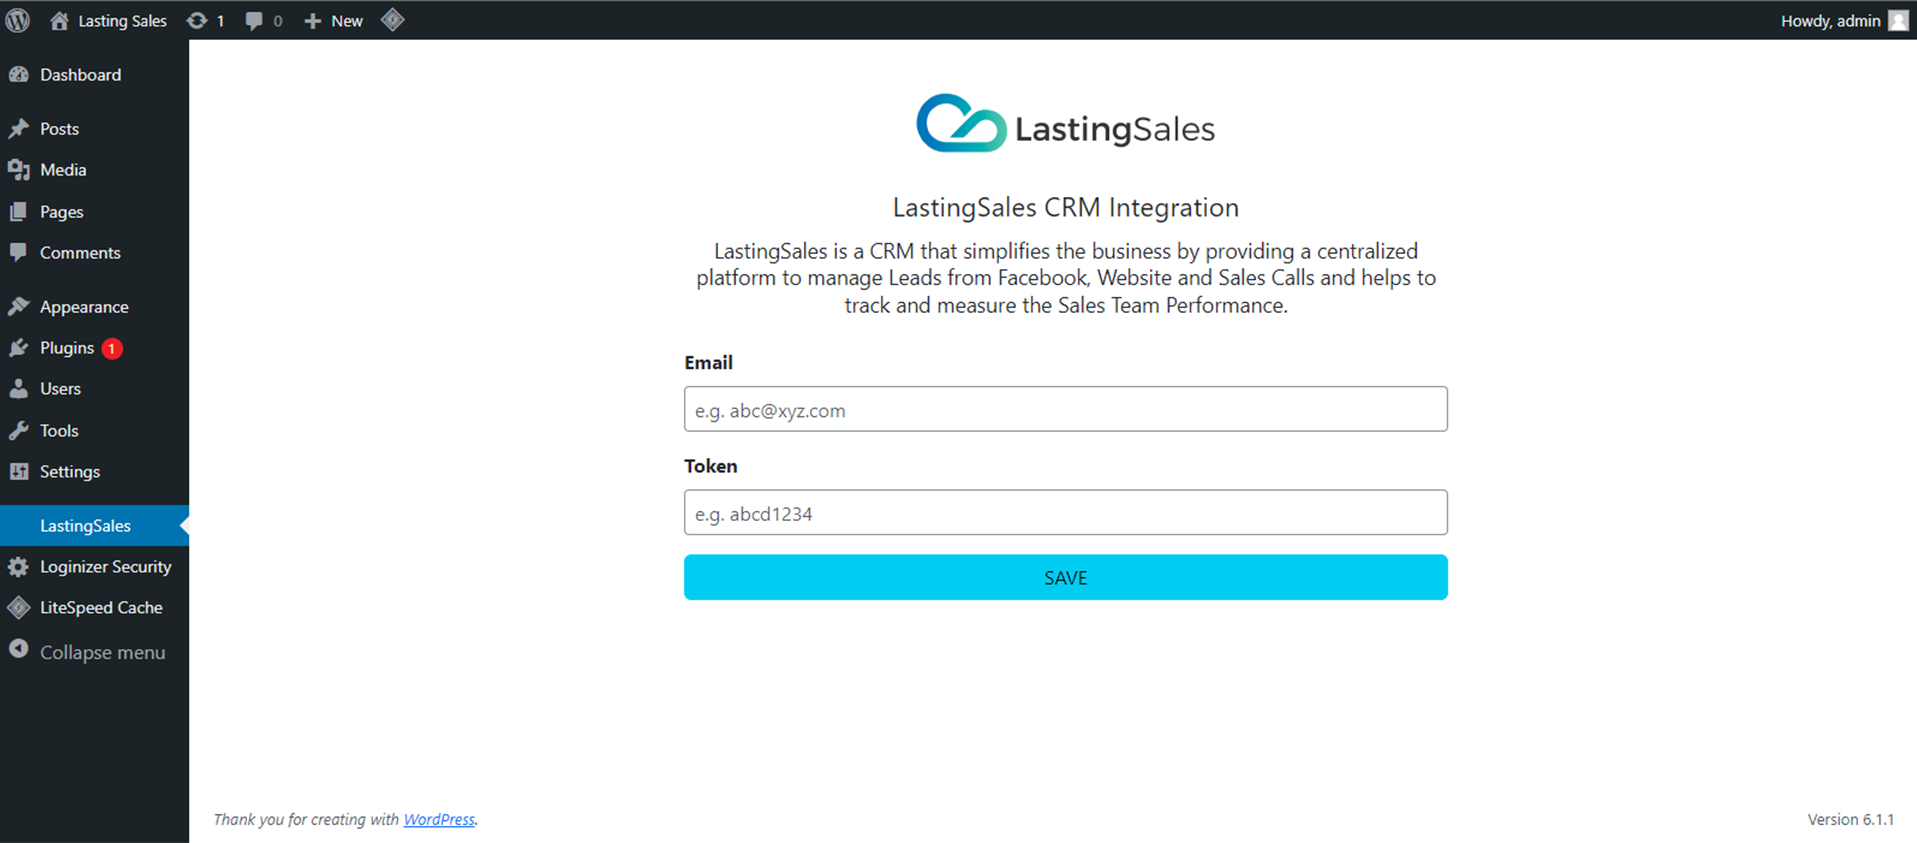 Lasting Sales 1 0 New Howdy, admin
Dashboard
Posts
Media
Pages
Comments
Appearance
Plugins 1
Users
Tools
Settings
LastingSales
Loginizer Security
LiteSpeed Cache
Collapse menu
LastingSales
LastingSales CRM Integration
LastingSales is a CRM that simplifies the business by providing a centralized
platform to manage Leads from Facebook, Website and Sales Calls and helps to
track and measure the Sales Team Performance.
Email
e.g. abc@xyz.com
Token
e.g. abcd1234
SAVE
Thank you for creating with WordPress. Version 6.1.1